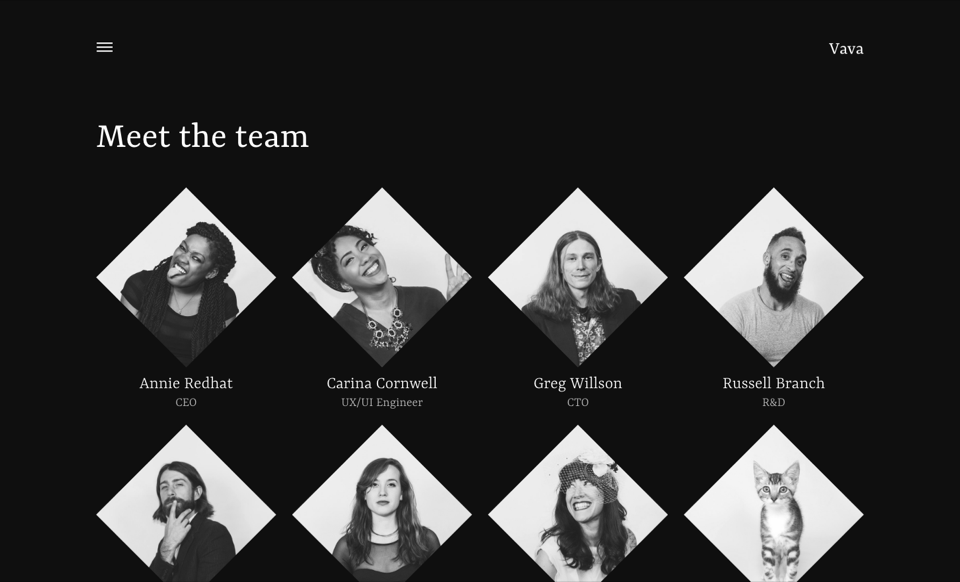 Vava
Meet the team
Annie Redhat
CEO
Carina Cornwell
UX/UI Engineer
Greg Willson
CTO
Russell Branch
R&D